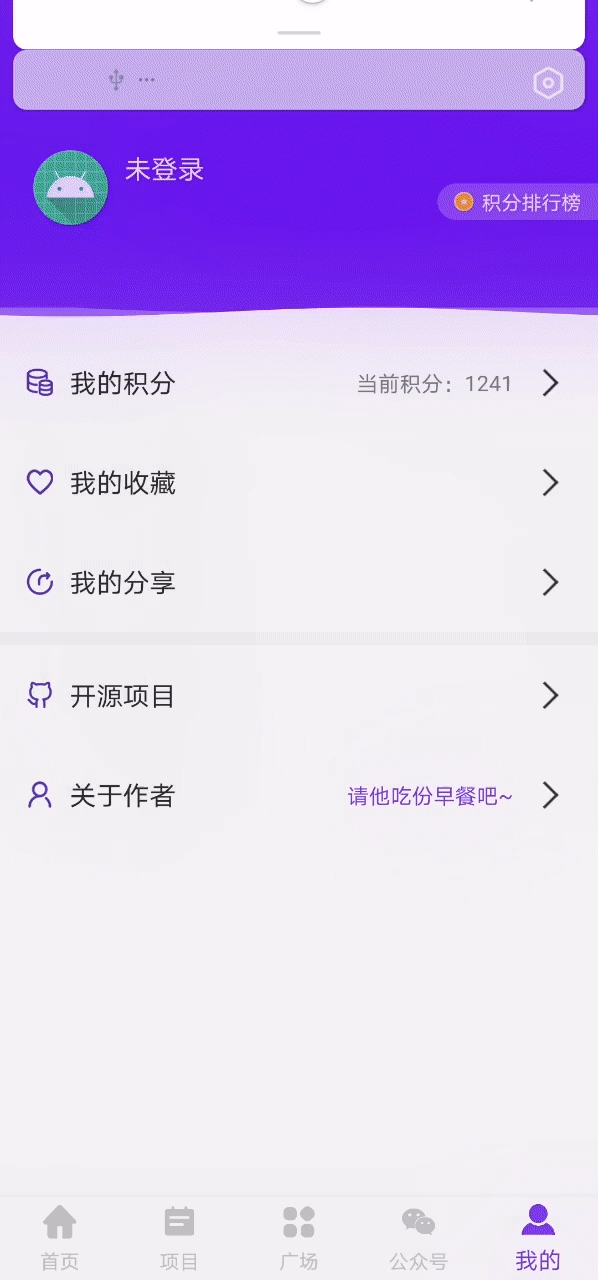 …
未登录
积分排行榜
我的积分 当前积分：1241
我的收藏
我的分享
开源项目
关于作者 请他吃份早餐吧~
首页 项目 广场 公众号 我的